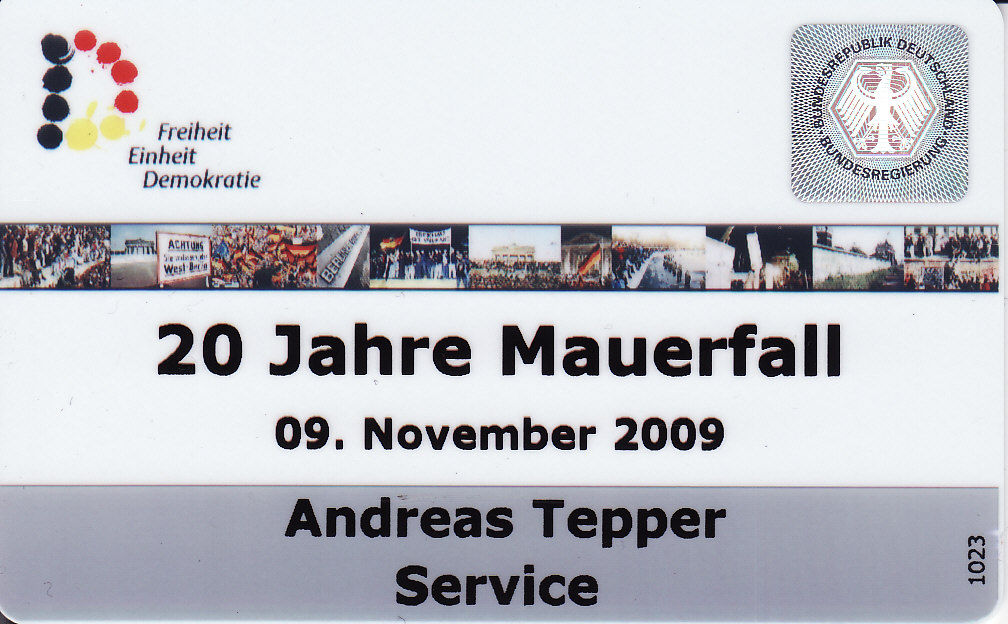 Freiheit
Einheit
Demokratie
BUNDESREPUBLIK DEUTSCHLAND
BUNDESREGIERUNG
ACHTUNG
West-Berlin
20 Jahre Mauerfall
09. November 2009
Andreas Tepper
Service
1023